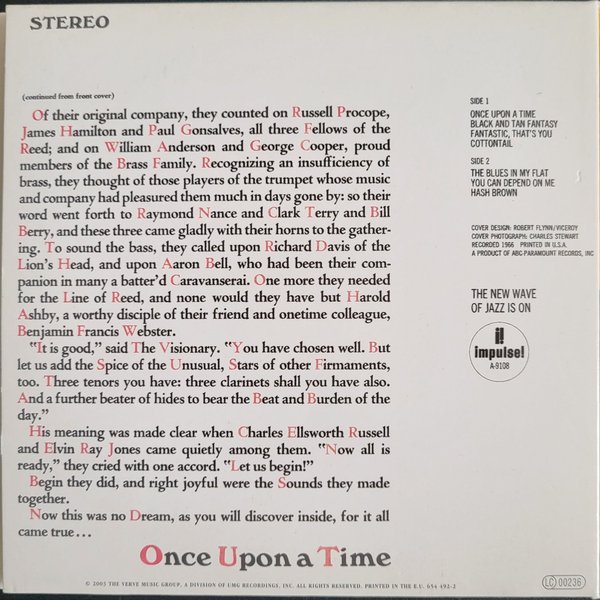 STEREO
(continued from front cover)
Of their original company, they counted on Russell Procope,
James Hamilton and Paul Gonsalves, all three Fellows of the
Reed; and on William Anderson and George Cooper, proud
members of the Brass Family. Recognizing an insufficiency of
brass, they thought of those players of the trumpet whose music
and company had pleasured them much in days gone by: so their
word went forth to Raymond Nance and Clark Terry and Bill
Berry, and these three came gladly with their horns to the gather-
ing. To sound the bass, they called upon Richard Davis of the
Lion's Head, and upon Aaron Bell, who had been their com-
panion in many a batter'd Caravanserai. One more they needed
for the Line of Reed, and none would they have but Harold
Ashby, a worthy disciple of their friend and onetime colleague,
Benjamin Francis Webster.
"It is good," said The Visionary. "You have chosen well. But
let us add the Spice of the Unusual, Stars of other Firmaments,
too. Three tenors you have: three clarinets shall you have also.
And a further beater of hides to bear the Beat and Burden of the
day."
His meaning was made clear when Charles Ellsworth Russell
and Elvin Ray Jones came quietly among them. "Now all is
ready," they cried with one accord. "Let us begin!"
Begin they did, and right joyful were the Sounds they made
together.
Now this was no Dream, as you will discover inside, for it all
came true...
Once Upon a Time
SIDE 1
ONCE UPON A TIME
BLACK AND TAN FANTASY
FANTASTIC, THAT'S YOU
COTTONTAIL
SIDE 2
THE BLUES IN MY FLAT
YOU CAN DEPEND ON ME
HASH BROWN
COVER DESIGN: ROBERT FLYNN/VICEROY
COVER PHOTOGRAPH: CHARLES STEWART
RECORDED 1966 PRINTED IN U.S.A.
A PRODUCT OF ABC-PARAMOUNT RECORDS, INC
THE NEW WAVE
OF JAZZ IS ON
impulse!
A-9108
© 2003 THE VERVE MUSIC GROUP, A DIVISION OF UMG RECORDINGS, INC. ALL RIGHTS RESERVED. PRINTED IN THE E.U. 654 492-2
LC 00236